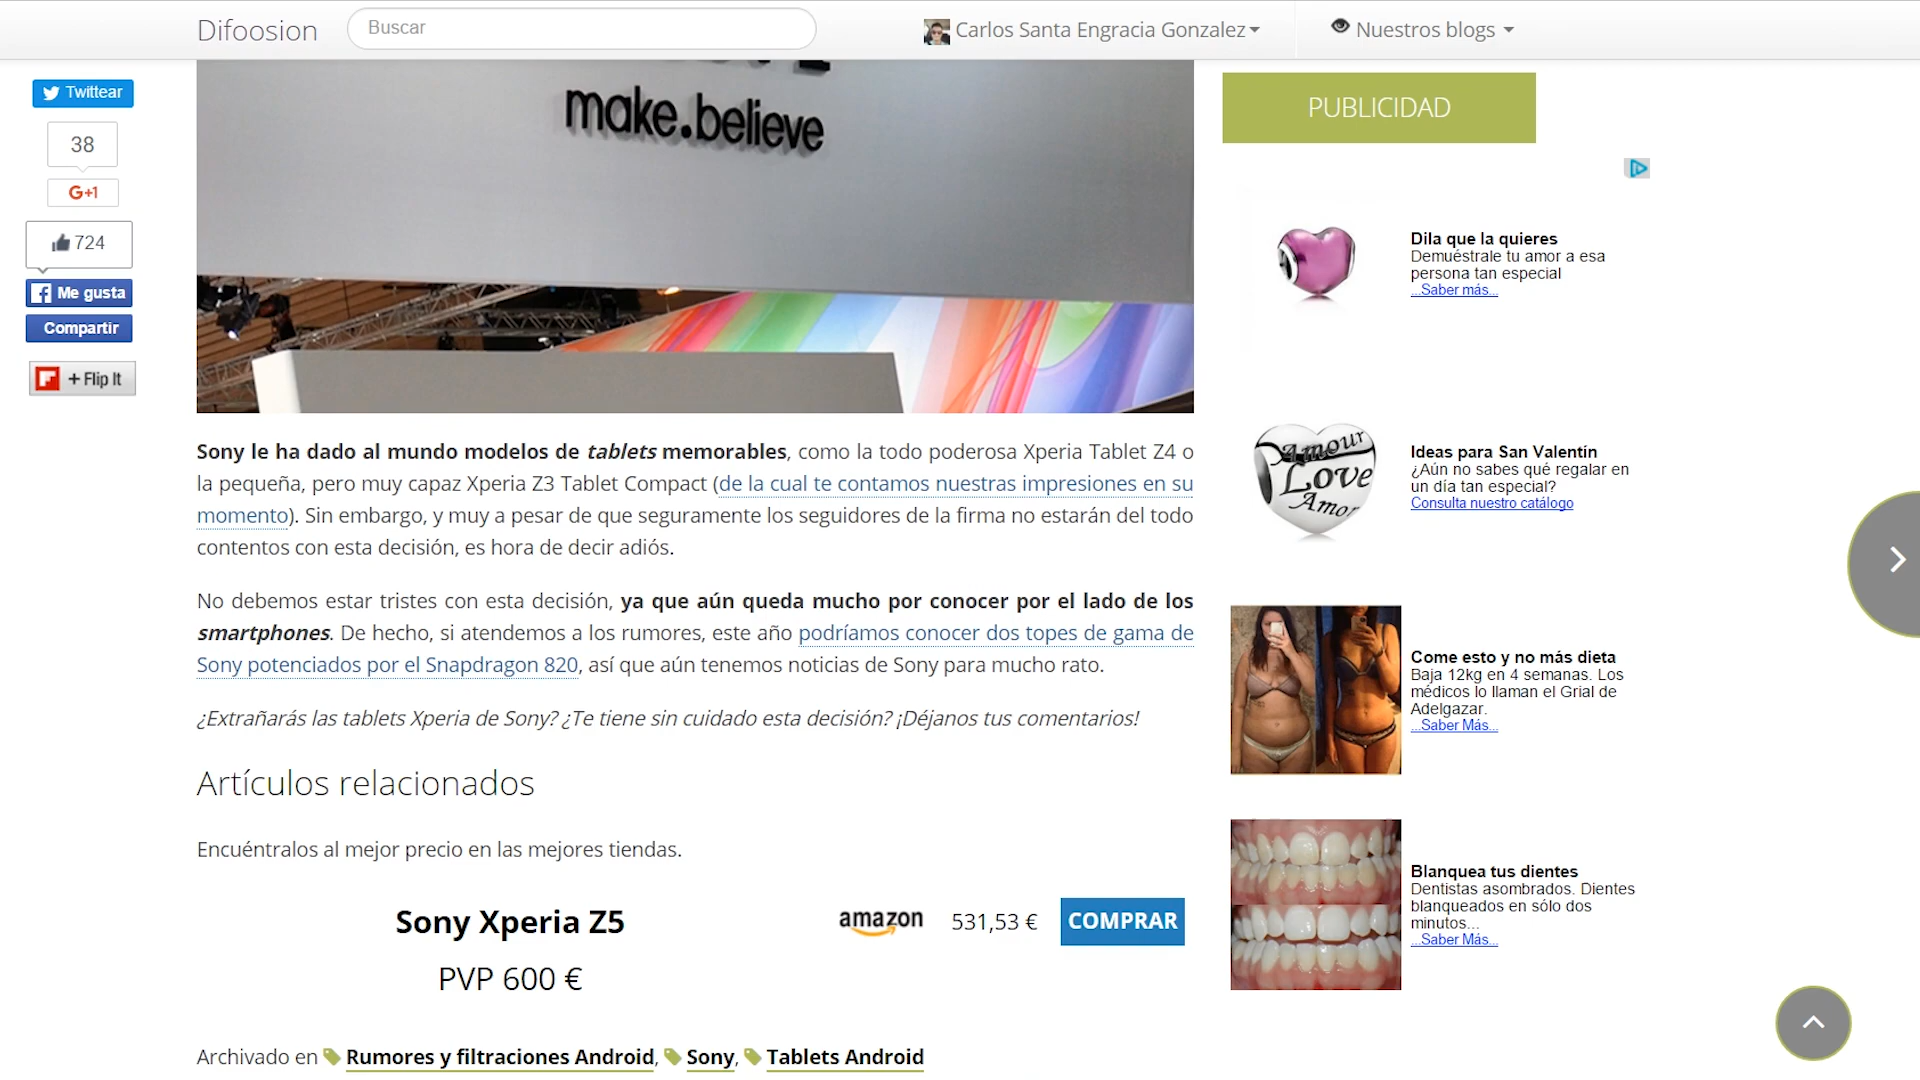 Difoosion
Buscar
Carlos Santa Engracia Gonzalez
Nuestros blogs
Twittear
38
G+1
724
Me gusta
Compartir
+ Flip It
make.believe
Sony le ha dado al mundo modelos de tablets memorables, como la todo poderosa Xperia Tablet Z4 o
la pequeña, pero muy capaz Xperia Z3 Tablet Compact (de la cual te contamos nuestras impresiones en su
momento). Sin embargo, y muy a pesar de que seguramente los seguidores de la firma no estarán del todo
contentos con esta decisión, es hora de decir adiós.
No debemos estar tristes con esta decisión, ya que aún queda mucho por conocer por el lado de los
smartphones. De hecho, si atendemos a los rumores, este año podríamos conocer dos topes de gama de
Sony potenciados por el Snapdragon 820, así que aún tenemos noticias de Sony para mucho rato.
¿Extrañarás las tablets Xperia de Sony? ¿Te tiene sin cuidado esta decisión? ¡Déjanos tus comentarios!
Artículos relacionados
Encuéntralos al mejor precio en las mejores tiendas.
Sony Xperia Z5
PVP 600 €
amazon
531,53 €
COMPRAR
Archivado en Rumores y filtraciones Android, Sony, Tablets Android
PUBLICIDAD
Dila que la quieres
Demuéstrale tu amor a esa
persona tan especial
...Saber más...
Amour
Love
Amor
Ideas para San Valentín
¿Aún no sabes qué regalar en
un día tan especial?
Consulta nuestro catálogo
Come esto y no más dieta
Baja 12kg en 4 semanas. Los
médicos lo llaman el Grial de
Adelgazar.
...Saber Más...
Blanquea tus dientes
Dentistas asombrados. Dientes
blanqueados en sólo dos
minutos...
...Saber Más...